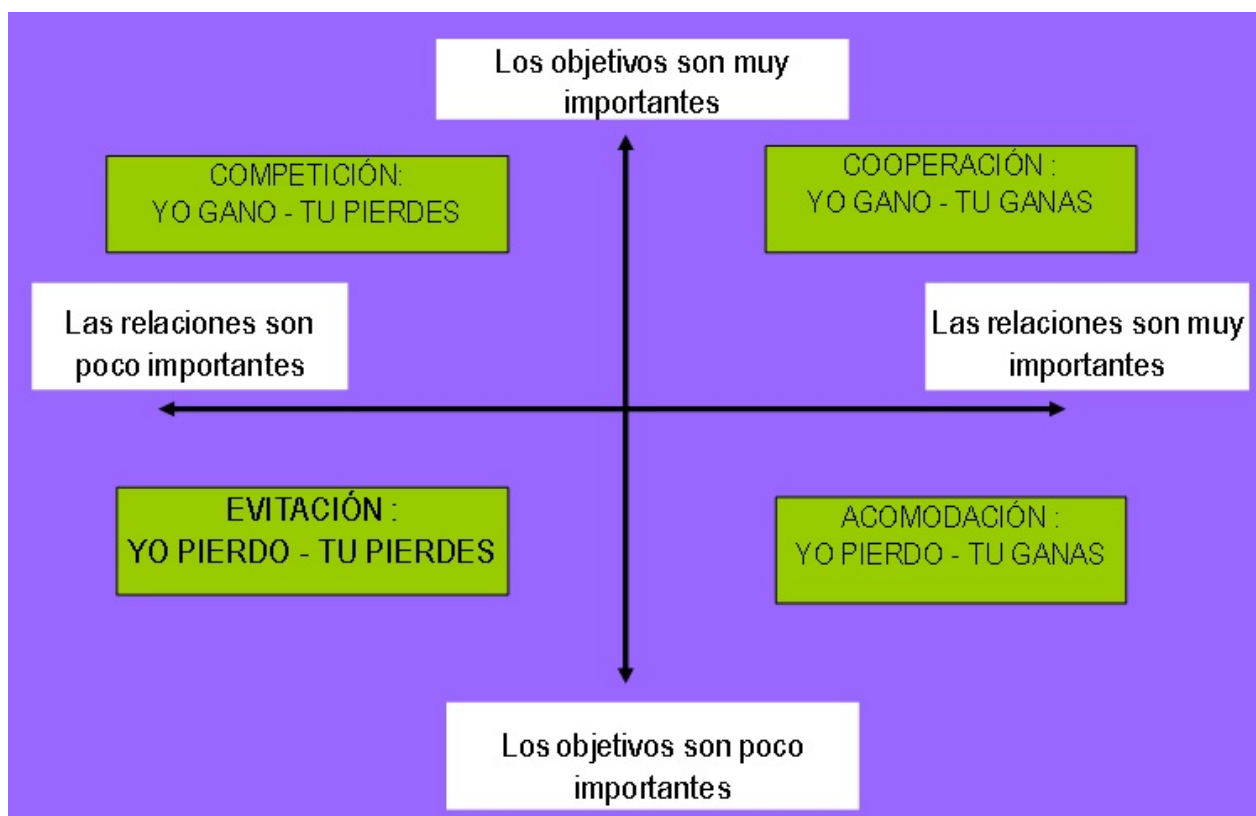 Los objetivos son muy
importantes
COMPETICIÓN:
YO GANO - TU PIERDES
COOPERACIÓN :
YO GANO - TU GANAS
Las relaciones son
poco importantes
Las relaciones son muy
importantes
EVITACIÓN :
YO PIERDO - TU PIERDES
ACOMODACIÓN :
YO PIERDO - TU GANAS
Los objetivos son poco
importantes